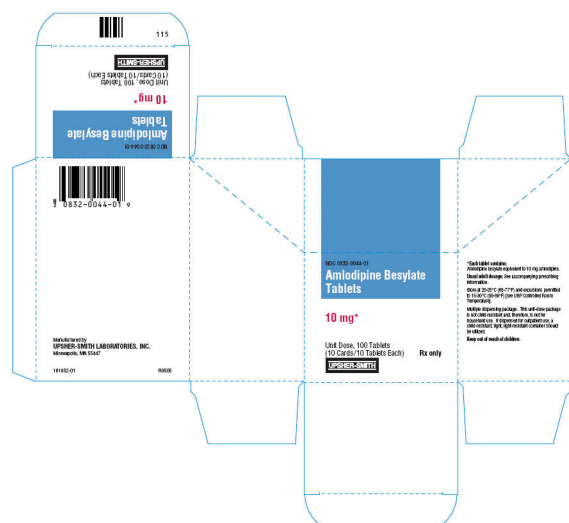 115
UPSHER-SMITH
(10 Cards/10 Tablets Each)
Unit Dose, 100 Tablets
10 mg*
Tablets
Amlodipine Besylate
NDC 0832-0044-01
3 0832-0044-01 9
Manufactured by
UPSHER-SMITH LABORATORIES, INC.
Minneapolis, MN 55447
101652-01 R0505
NDC 0832-0044-01
Amlodipine Besylate
Tablets
10 mg*
Unit Dose, 100 Tablets
(10 Cards/10 Tablets Each) Rx only
UPSHER-SMITH
*Each tablet contains:
Amlodipine besylate equivalent to 10 mg amlodipine.
Usual adult dosage: See accompanying prescribing
information.
Store at 20-25°C (68-77°F) and excursions permitted
to 15-30°C (59-86°F) [see USP Controlled Room
Temperature].
Multiple dispensing package. This unit-dose package
is not child-resistant and, therefore, is not for
household use. If dispensed for outpatient use, a
child-resistant, tight, light-resistant container should
be utilized.
Keep out of reach of children.